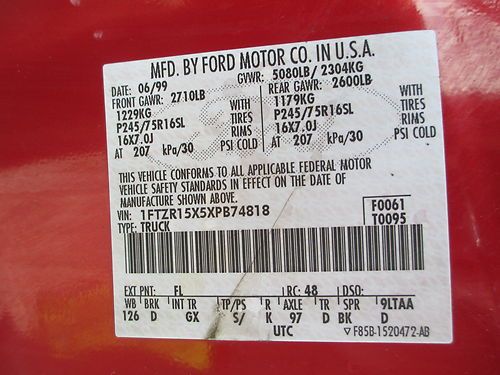 MFD. BY FORD MOTOR CO. IN U.S.A.
DATE: 06/99 GVWR: 5080LB/ 2304KG
FRONT GAWR: 2710LB REAR GAWR: 2600LB
1229KG WITH 1179KG WITH
P245/75R16SL TIRES P245/75R16SL TIRES
16X7.0J RIMS 16X7.0J RIMS
AT 207 kPa/30 PSI COLD AT 207 kPa/30 PSI COLD
THIS VEHICLE CONFORMS TO ALL APPLICABLE FEDERAL MOTOR
VEHICLE SAFETY STANDARDS IN EFFECT ON THE DATE OF
MANUFACTURE SHOWN ABOVE.
VIN: 1FTZR15X5XPB74818 F0061
TYPE: TRUCK T0095
EXT PNT: FL RC: 48 DSO:
WB BRK INT TR TP/PS R AXLE TR SPR 9LTAA
126 D GX S/ K 97 D BK D
UTC F85B-1520472-AB